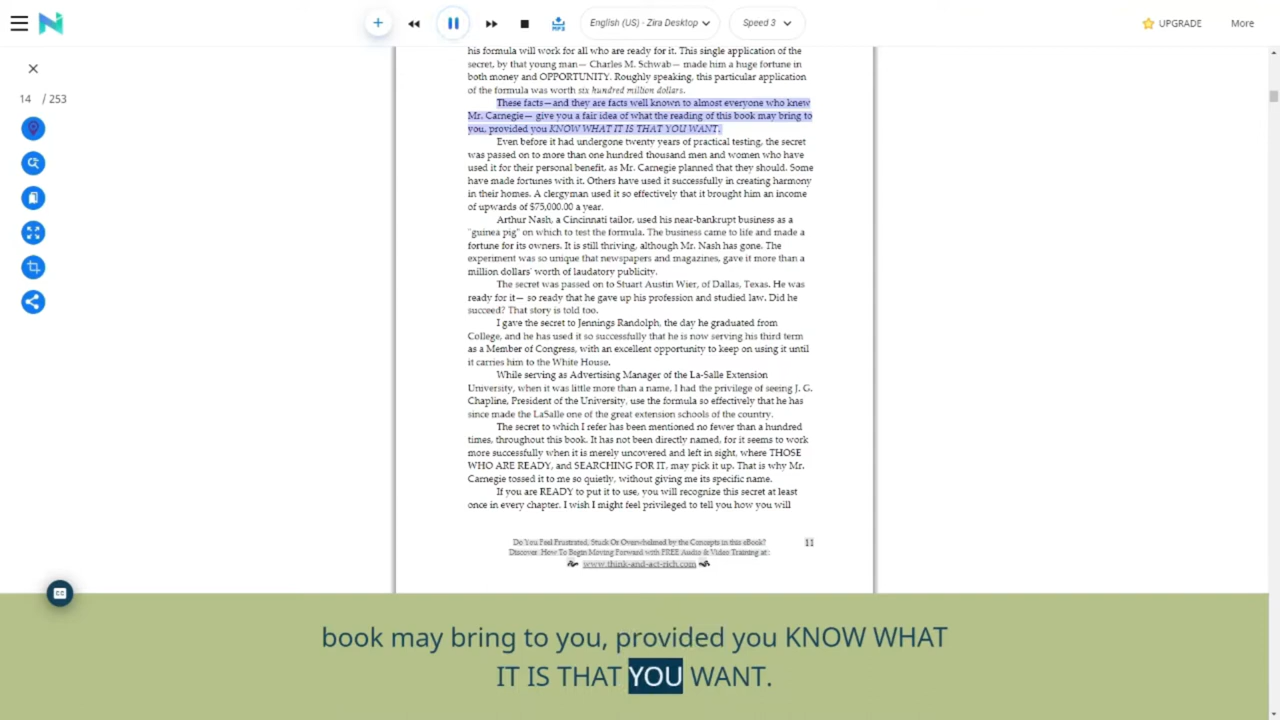 English (US) - Zira Desktop
Speed 3
UPGRADE
More
14 / 253
his formula will work for all who are ready for it. This single application of the
secret, by that young man— Charles M. Schwab— made him a huge fortune in
both money and OPPORTUNITY. Roughly speaking, this particular application
of the formula was worth six hundred million dollars.
These facts—and they are facts well known to almost everyone who knew
Mr. Carnegie— give you a fair idea of what the reading of this book may bring to
you, provided you KNOW WHAT IT IS THAT YOU WANT.
Even before it had undergone twenty years of practical testing, the secret
was passed on to more than one hundred thousand men and women who have
used it for their personal benefit, as Mr. Carnegie planned that they should. Some
have made fortunes with it. Others have used it successfully in creating harmony
in their homes. A clergyman used it so effectively that it brought him an income
of upwards of $75,000.00 a year.
Arthur Nash, a Cincinnati tailor, used his near-bankrupt business as a
"guinea pig" on which to test the formula. The business came to life and made a
fortune for its owners. It is still thriving, although Mr. Nash has gone. The
experiment was so unique that newspapers and magazines, gave it more than a
million dollars' worth of laudatory publicity.
The secret was passed on to Stuart Austin Wier, of Dallas, Texas. He was
ready for it— so ready that he gave up his profession and studied law. Did he
succeed? That story is told too.
I gave the secret to Jennings Randolph, the day he graduated from
College, and he has used it so successfully that he is now serving his third term
as a Member of Congress, with an excellent opportunity to keep on using it until
it carries him to the White House.
While serving as Advertising Manager of the La-Salle Extension
University, when it was little more than a name, I had the privilege of seeing J. G.
Chapline, President of the University, use the formula so effectively that he has
since made the LaSalle one of the great extension schools of the country.
The secret to which I refer has been mentioned no fewer than a hundred
times, throughout this book. It has not been directly named, for it seems to work
more successfully when it is merely uncovered and left in sight, where THOSE
WHO ARE READY, and SEARCHING FOR IT, may pick it up. That is why Mr.
Carnegie tossed it to me so quietly, without giving me its specific name.
If you are READY to put it to use, you will recognize this secret at least
once in every chapter. I wish I might feel privileged to tell you how you will
Do You Feel Frustrated, Stuck Or Overwhelmed by the Concepts in this eBook?
11
Discover: How To Begin Moving Forward with FREE Audio & Video Training at:
www.think-and-act-rich.com
CC
book may bring to you, provided you KNOW WHAT
IT IS THAT YOU WANT.